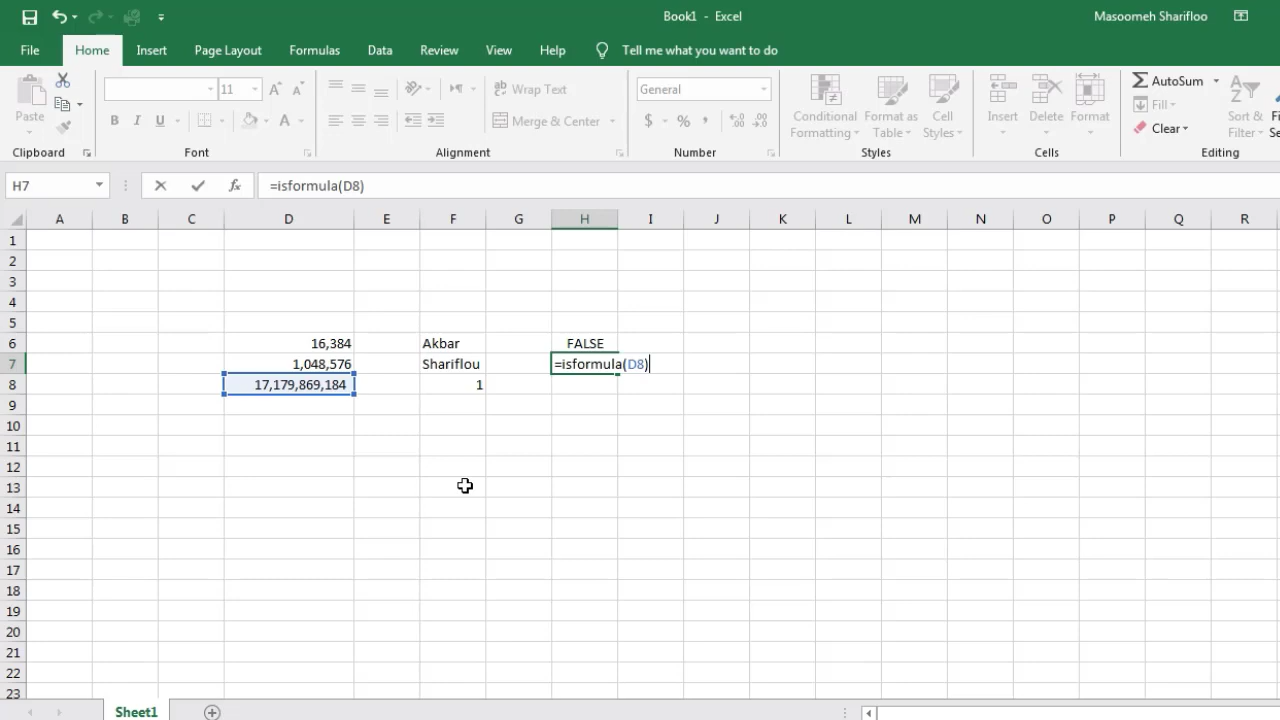 Book1 - Excel
Masoomeh Sharifloo
File Home Insert Page Layout Formulas Data Review View Help Tell me what you want to do
Paste
11
Wrap Text
Merge & Center
General
$ % ,
Conditional Formatting
Format as Table
Cell Styles
Insert
Delete
Format
AutoSum
Fill
Clear
Sort & Filter
Clipboard Font Alignment Number Styles Cells Editing
H7 fx =isformula(D8)
A B C D E F G H I J K L M N O P Q R
1
2
3
4
5
6 16,384 Akbar FALSE
7 1,048,576 Shariflou =isformula(D8)
8 17,179,869,184 1
9
10
11
12
13
14
15
16
17
18
19
20
21
22
23
Sheet1